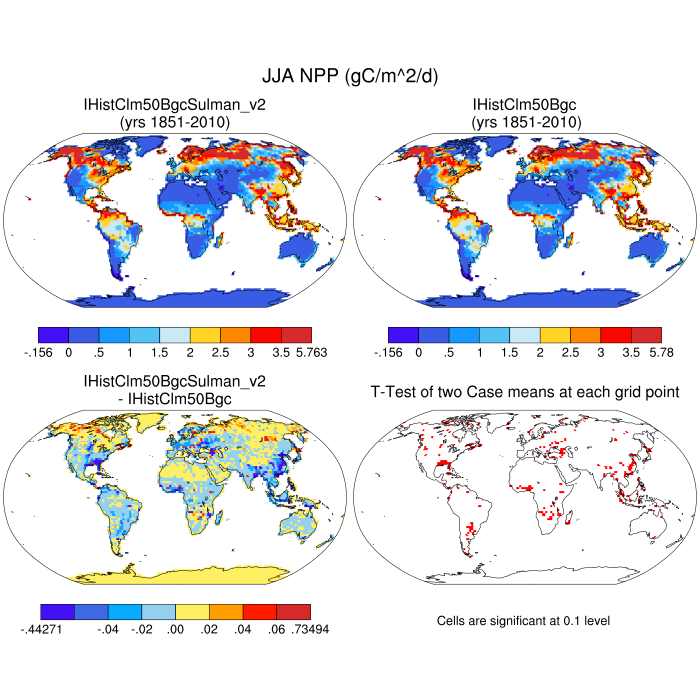 JJA NPP (gC/m^2/d)
IHistClm50BgcSulman_v2
(yrs 1851-2010)
IHistClm50Bgc
(yrs 1851-2010)
-.156 0 .5 1 1.5 2 2.5 3 3.5 5.763
-.156 0 .5 1 1.5 2 2.5 3 3.5 5.78
IHistClm50BgcSulman_v2
- IHistClm50Bgc
T-Test of two Case means at each grid point
-.44271 -.04 -.02 .00 .02 .04 .06 .73494
Cells are significant at 0.1 level